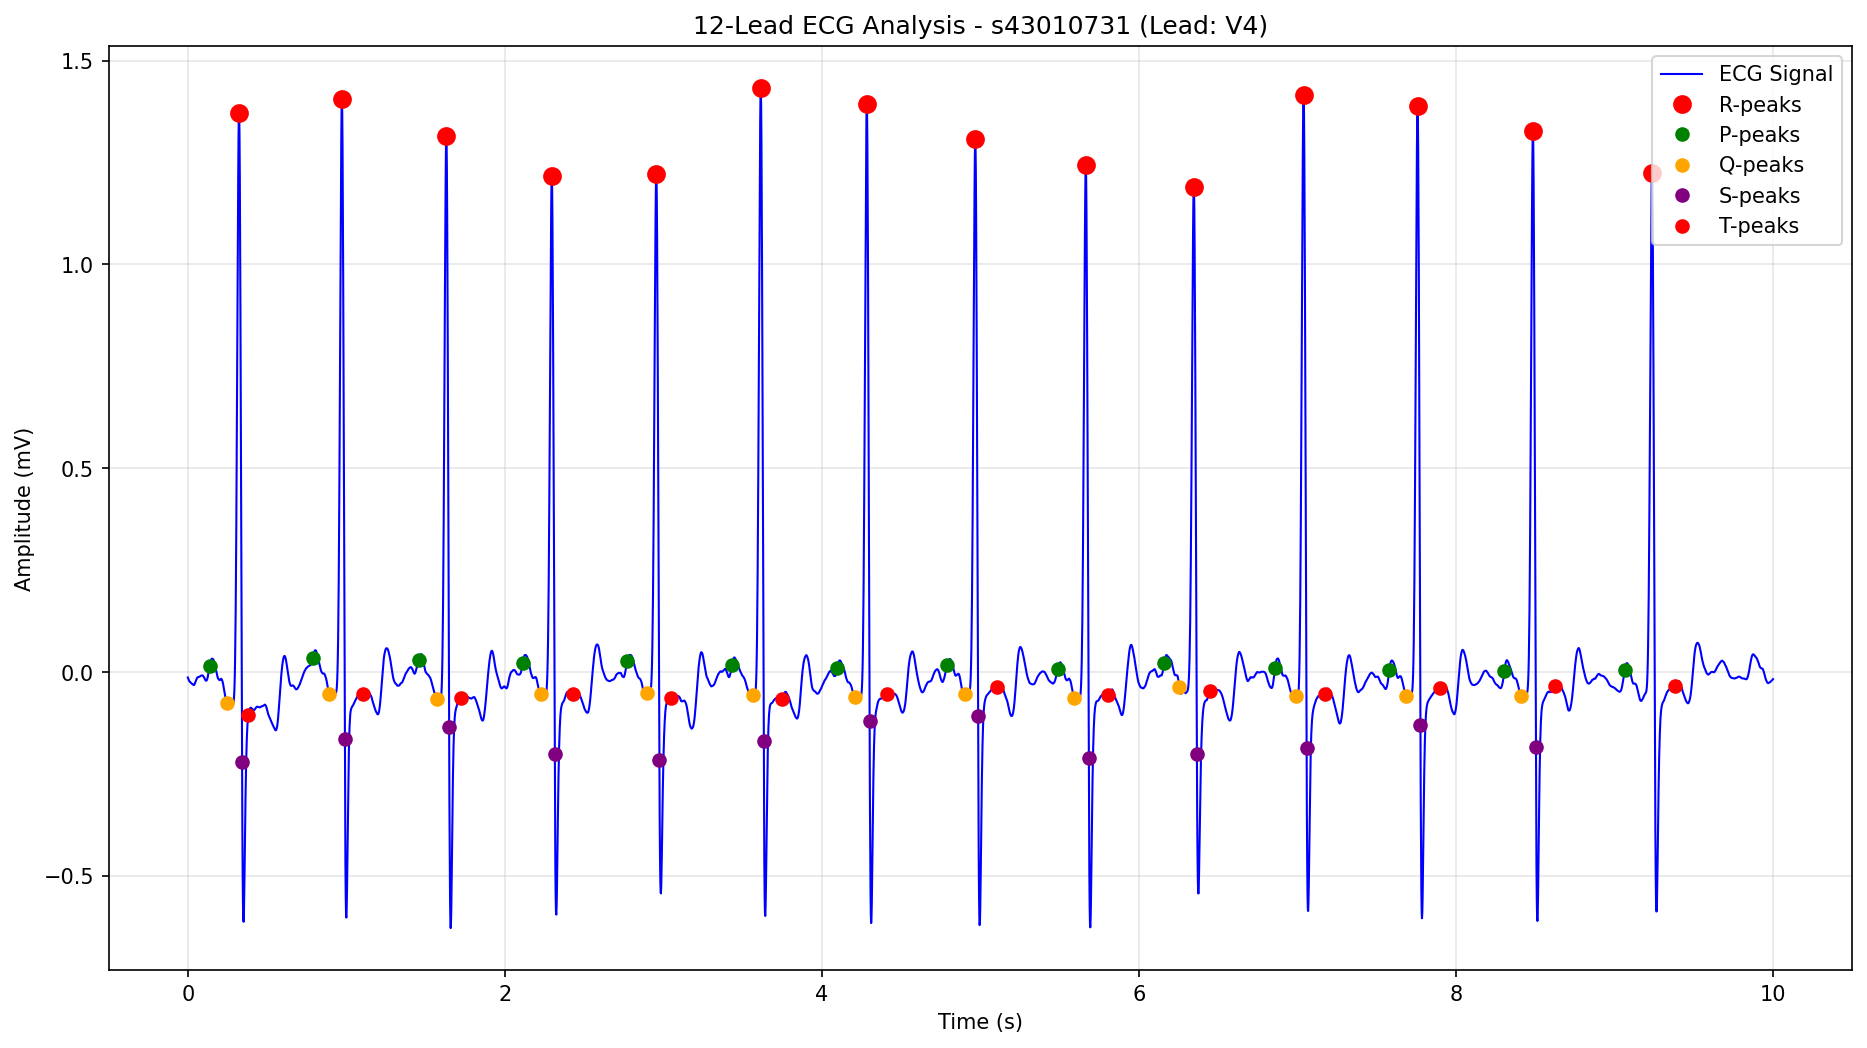 12-Lead ECG Analysis - s43010731 (Lead: V4)
1.5
1.0
0.5
0.0
−0.5
Amplitude (mV)
0 2 4 6 8 10
Time (s)
ECG Signal
R-peaks
P-peaks
Q-peaks
S-peaks
T-peaks